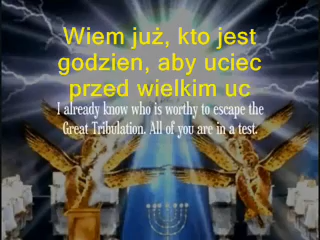 Wiem już, kto jest
godzien, aby uciec
przed wielkim uc
I already know who is worthy to escape the
Great Tribulation. All of you are in a test.